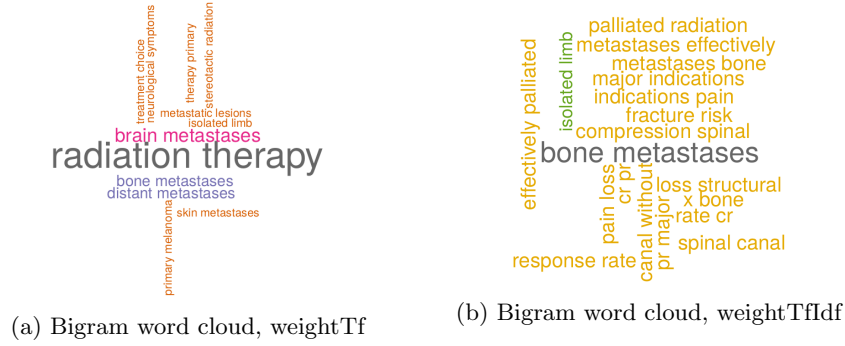 treatment choice
neurological symptoms
therapy primary
stereotactic radiation
metastatic lesions
isolated limb
brain metastases
radiation therapy
bone metastases
distant metastases
skin metastases
primary melanoma
(a) Bigram word cloud, weightTf
effectively palliated
isolated limb
palliated radiation
metastases effectively
metastases bone
major indications
indications pain
fracture risk
compression spinal
bone metastases
pain loss
cr pr
canal without
pr major
loss structural
x bone
rate cr
spinal canal
response rate
(b) Bigram word cloud, weightTfIdf